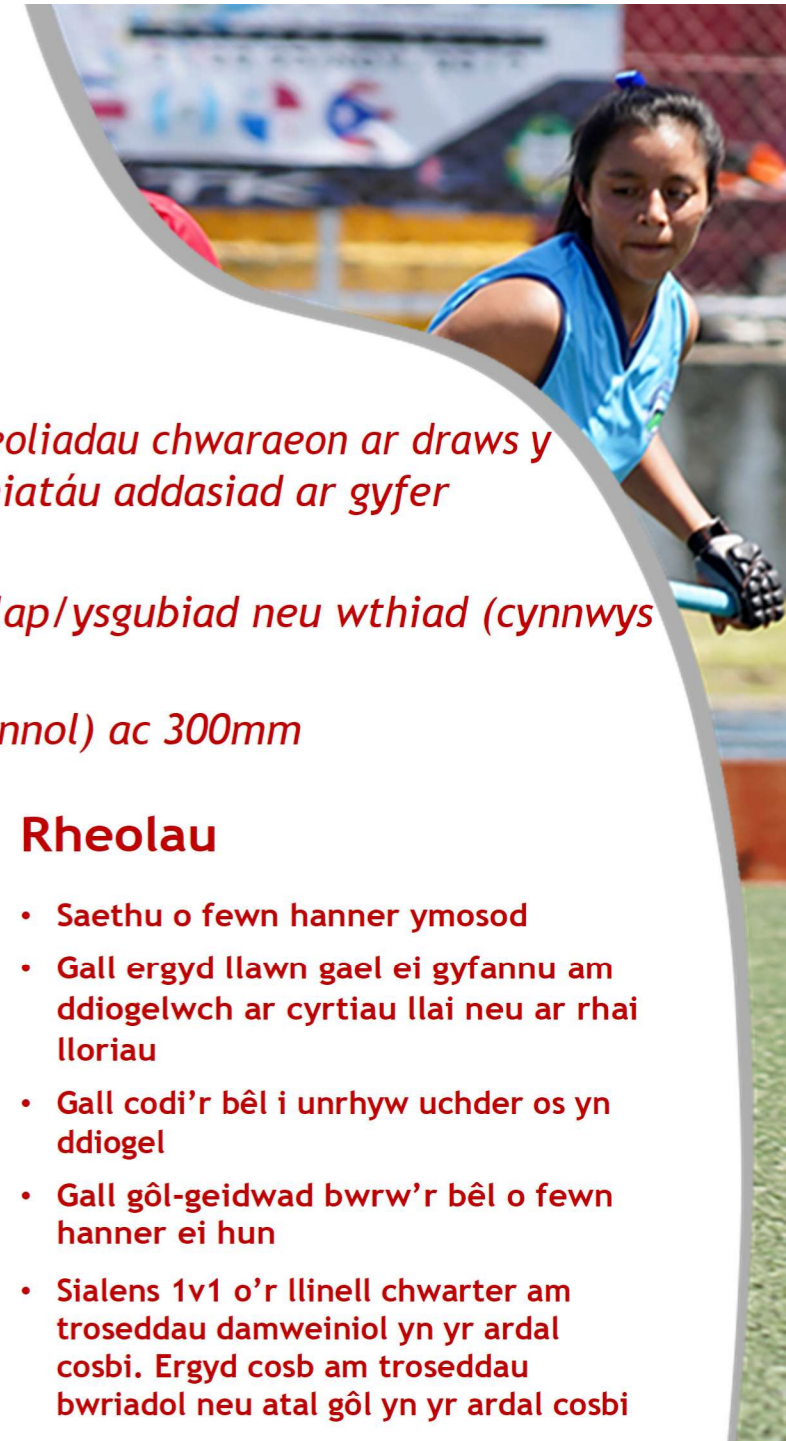 eoliadau chwaraeon ar draws y
iatáu addasiad ar gyfer
lap/ysgubiad neu wthiad (cynnwys
nnol) ac 300mm
Rheolau
• Saethu o fewn hanner ymosod
• Gall ergyd llawn gael ei gyfannu am
ddiogelwch ar cyrtiau llai neu ar rhai
lloriau
• Gall codi’r bêl i unrhyw uchder os yn
ddiogel
• Gall gôl-geidwad bwrw’r bêl o fewn
hanner ei hun
• Sialens 1v1 o’r llinell chwarter am
troseddau damweiniol yn yr ardal
cosbi. Ergyd cosb am troseddau
bwriadol neu atal gôl yn yr ardal cosbi